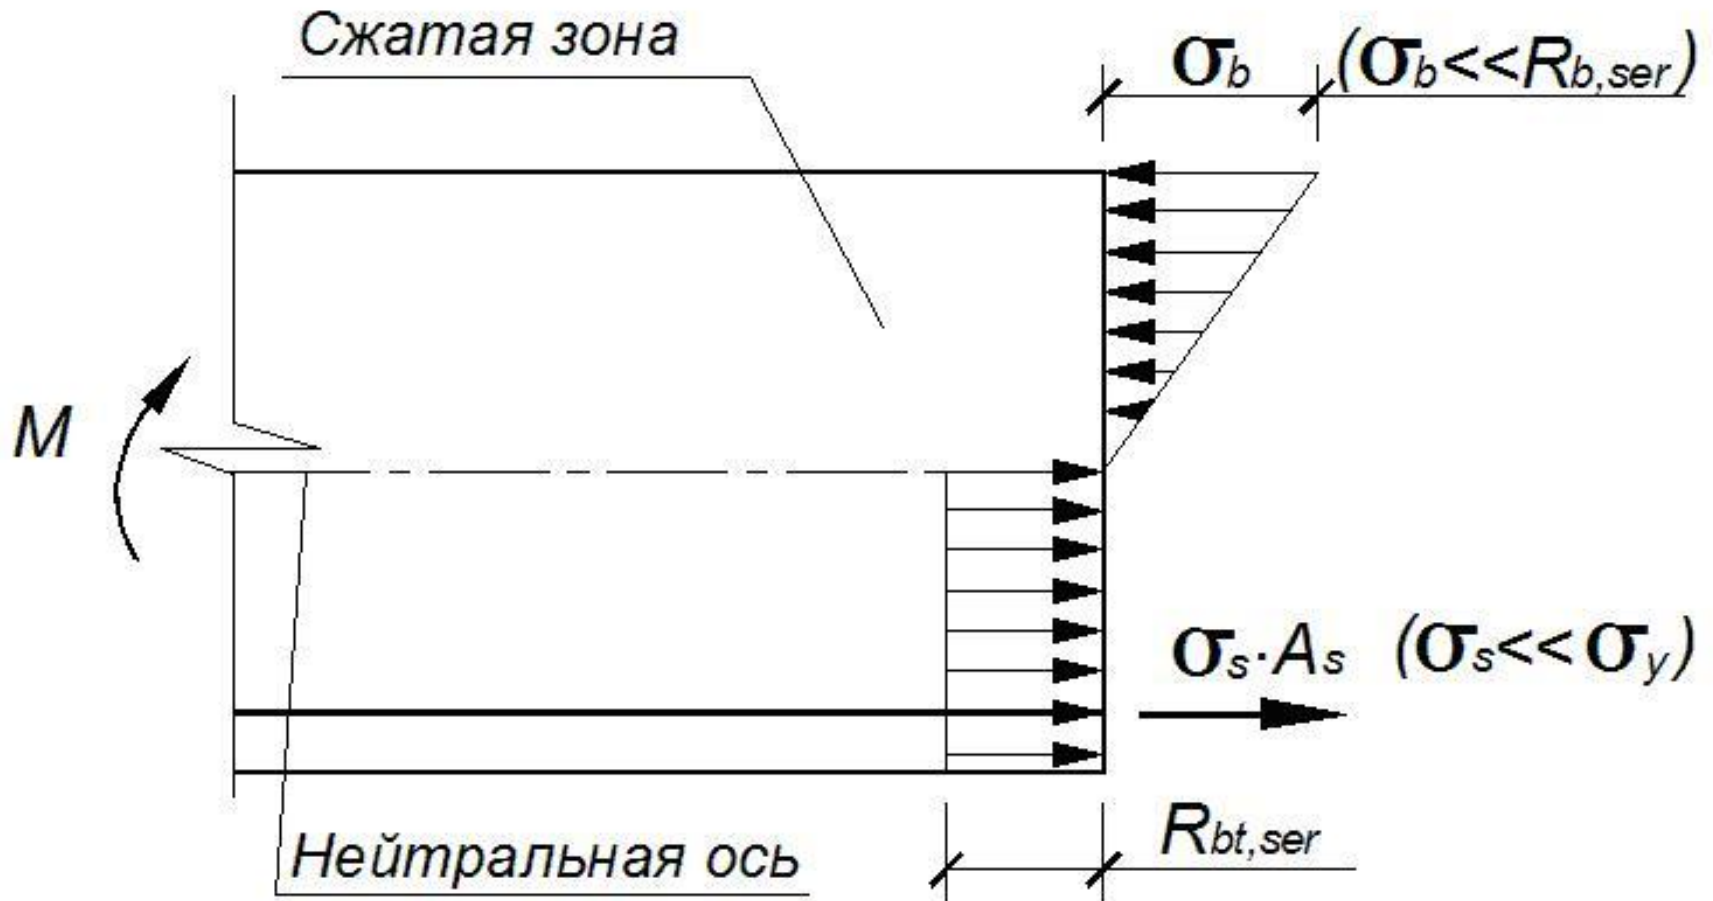 Сжатая зона
σb (σb<<Rb,ser)
M
σs·As (σs<<σy)
Rbt,ser
Нейтральная ось